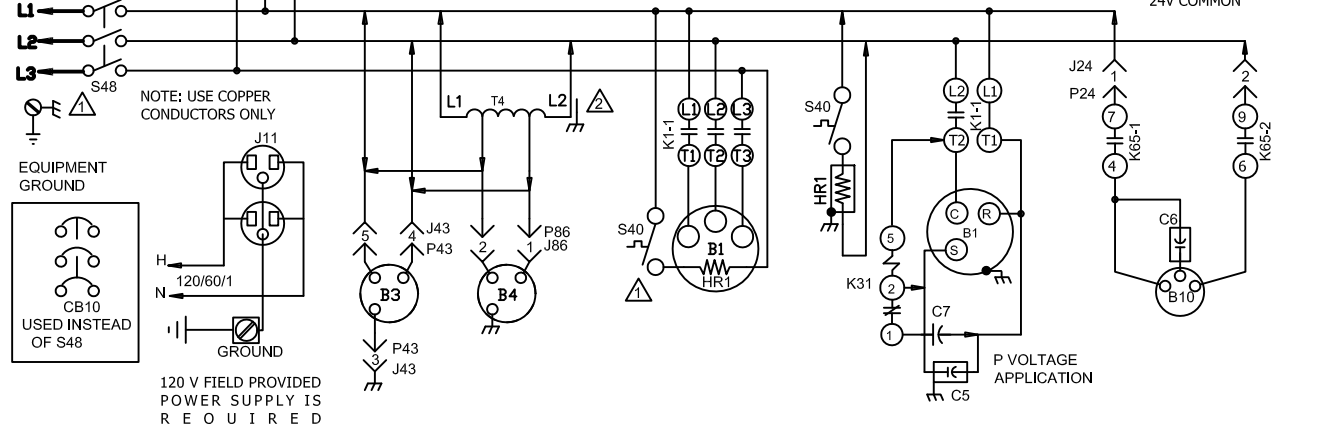 24V COMMON
L1
L2
L3
S48
1
NOTE: USE COPPER
CONDUCTORS ONLY
EQUIPMENT
GROUND
CB10
USED INSTEAD
OF S48
J11
H
120/60/1
N
GROUND
120 V FIELD PROVIDED
POWER SUPPLY IS
REQUIRED
L1
T4
L2
2
5
4
J43
P43
B3
3
P43
J43
2
1
P86
J86
B4
L1
L2
L3
K1-1
T1
T2
T3
S40
1
B1
HR1
S40
HR1
L2
L1
K1-1
T2
T1
C
R
B1
S
5
K31
2
1
C7
C5
P VOLTAGE
APPLICATION
J24
1
P24
7
K65-1
4
2
9
K65-2
6
C6
B10